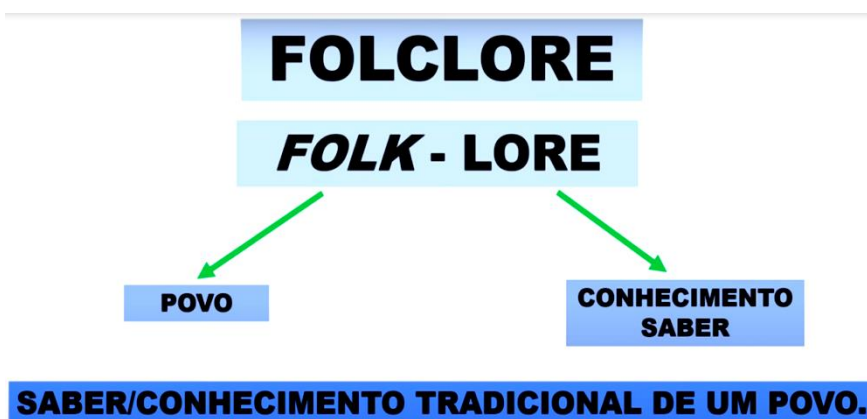 FOLCLORE
FOLK - LORE
POVO
CONHECIMENTO
SABER
SABER/CONHECIMENTO TRADICIONAL DE UM POVO